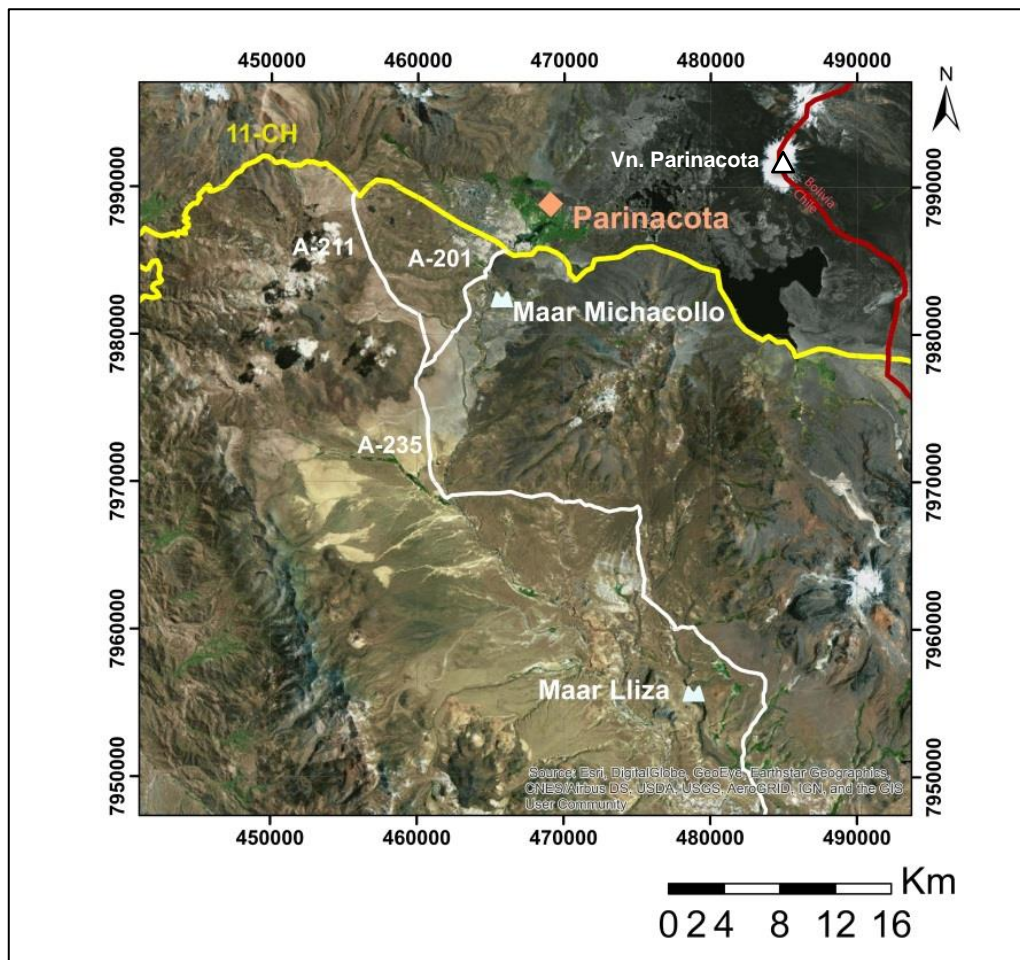 450000 460000 470000 480000 490000
N
11-CH
Vn. Parinacota
7990000
7990000
Bolivia
Chile
Parinacota
A-211
A-201
Maar Michacollo
7980000
7980000
A-235
7970000
7970000
7960000
7960000
Maar Lliza
7950000
7950000
Source: Esri, DigitalGlobe, GeoEye, Earthstar Geographics,
CNES/Airbus DS, USDA, USGS, AeroGRID, IGN, and the GIS
User Community
450000 460000 470000 480000 490000
Km
0 2 4 8 12 16